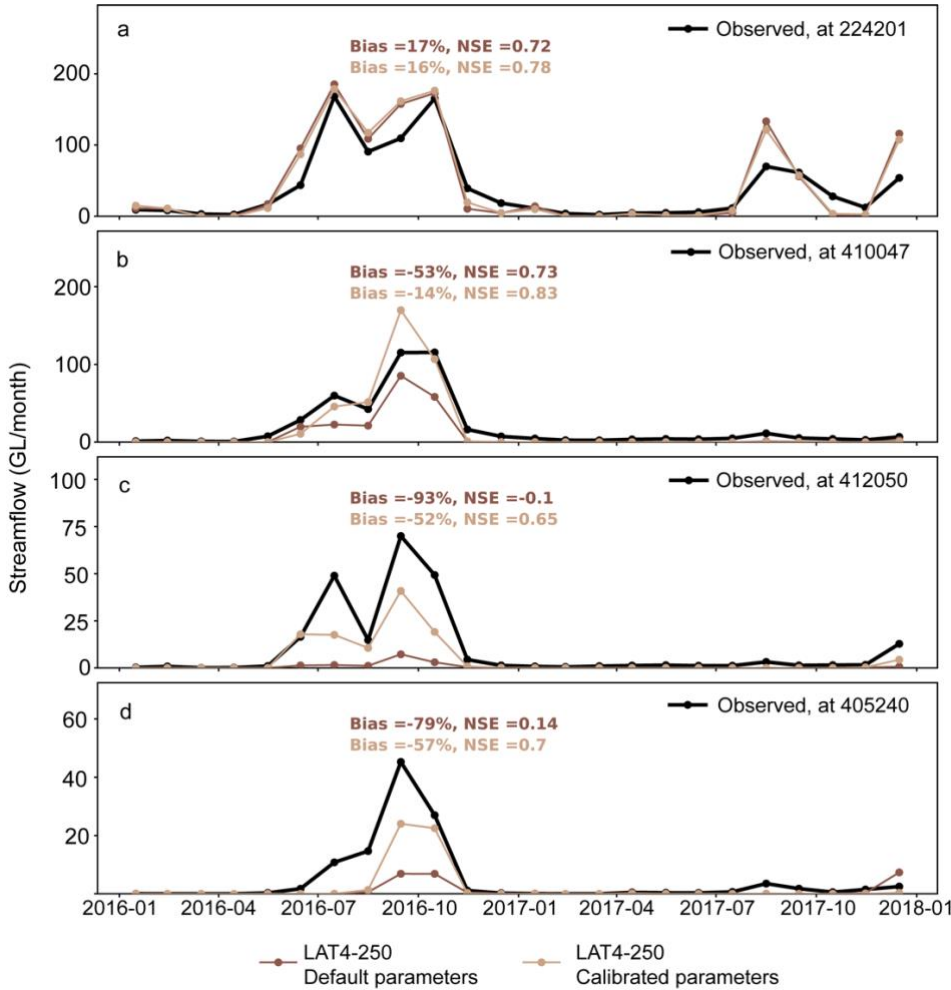 a
Observed, at 224201
Bias =17%, NSE =0.72
Bias =16%, NSE =0.78
200
100
0
b
Observed, at 410047
Bias =-53%, NSE =0.73
Bias =-14%, NSE =0.83
200
100
0
Streamflow (GL/month)
c
Observed, at 412050
Bias =-93%, NSE =-0.1
Bias =-52%, NSE =0.65
100
75
50
25
0
d
Observed, at 405240
Bias =-79%, NSE =0.14
Bias =-57%, NSE =0.7
60
40
20
2016-01 2016-04 2016-07 2016-10 2017-01 2017-04 2017-07 2017-10 2018-01
LAT4-250
Default parameters
LAT4-250
Calibrated parameters